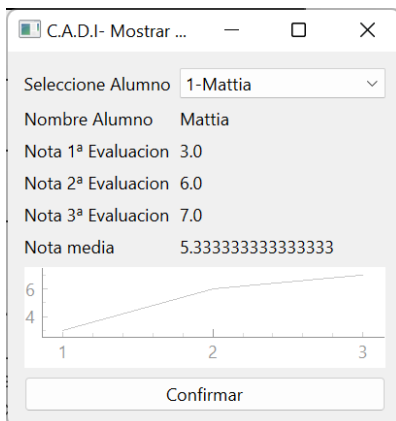 C.A.D.I- Mostrar ...
Seleccione Alumno 1-Mattia
Nombre Alumno Mattia
Nota 1ª Evaluacion 3.0
Nota 2ª Evaluacion 6.0
Nota 3ª Evaluacion 7.0
Nota media 5.333333333333333
6
4
1 2 3
Confirmar